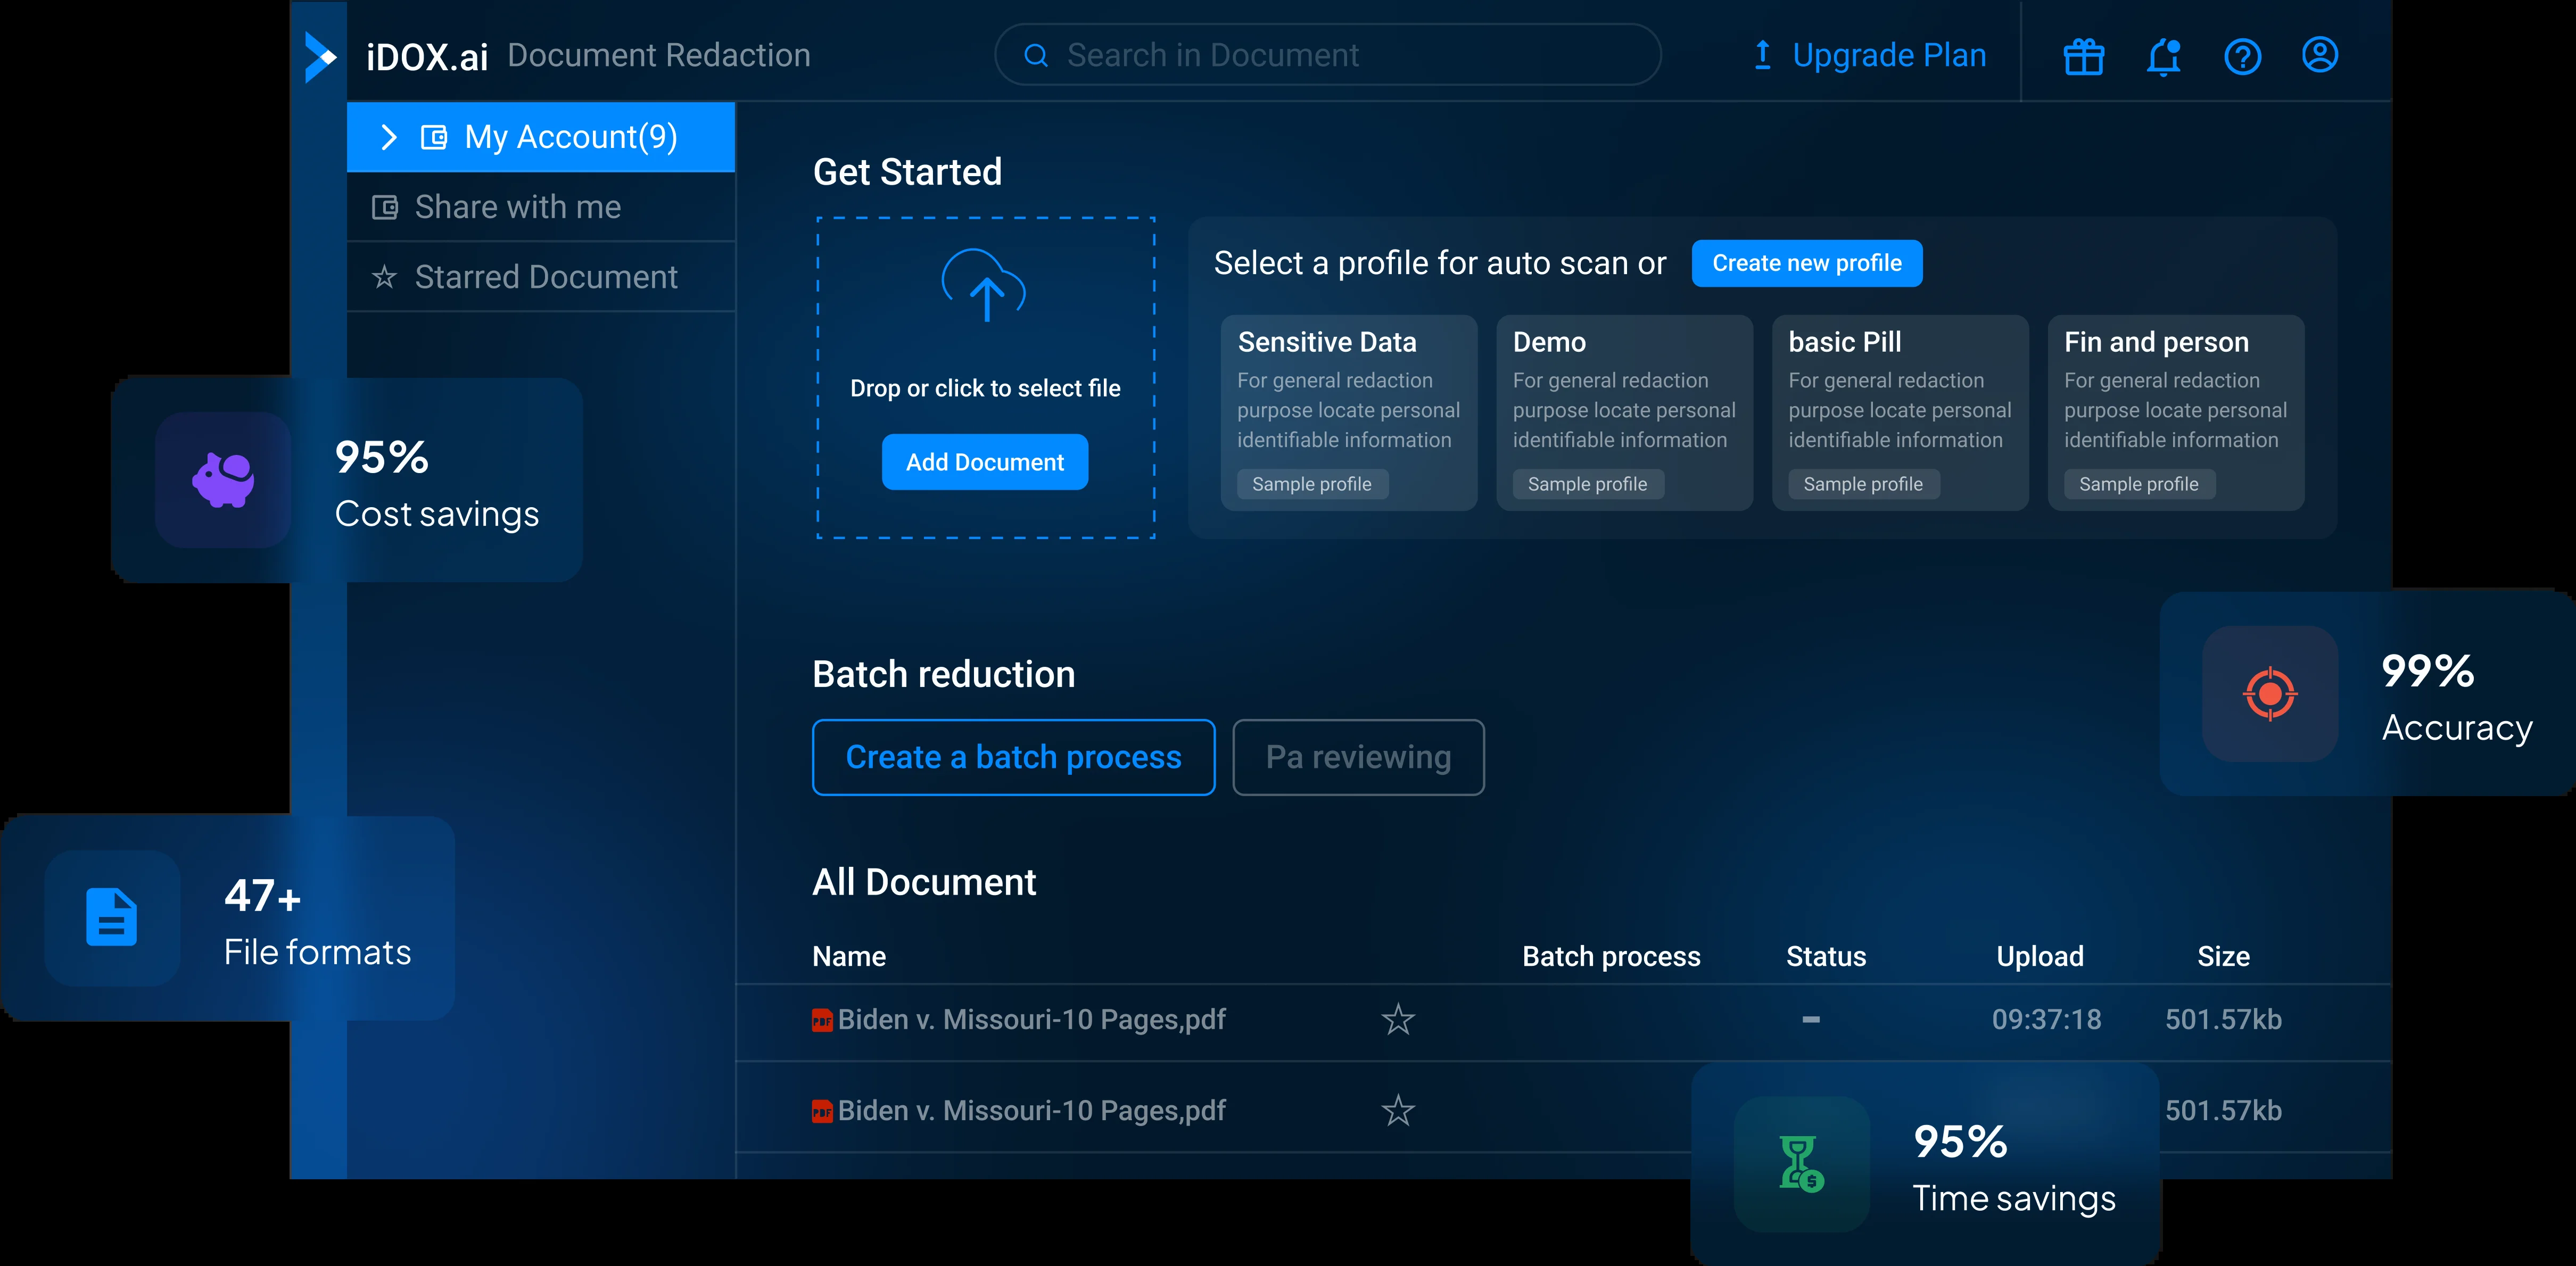 iDOX.ai Document Redaction
Search in Document
Upgrade Plan
My Account(9)
Share with me
Starred Document
Get Started
Drop or click to select file
Add Document
Select a profile for auto scan or
Create new profile
Sensitive Data
For general redaction
purpose locate personal
identifiable information
Sample profile
Demo
For general redaction
purpose locate personal
identifiable information
Sample profile
basic Pill
For general redaction
purpose locate personal
identifiable information
Sample profile
Fin and person
For general redaction
purpose locate personal
identifiable information
Sample profile
95%
Cost savings
99%
Accuracy
Batch reduction
Create a batch process
Pa reviewing
47+
File formats
All Document
Name Batch process Status Upload Size
PDF Biden v. Missouri-10 Pages,pdf - 09:37:18 501.57kb
PDF Biden v. Missouri-10 Pages,pdf 501.57kb
95%
Time savings